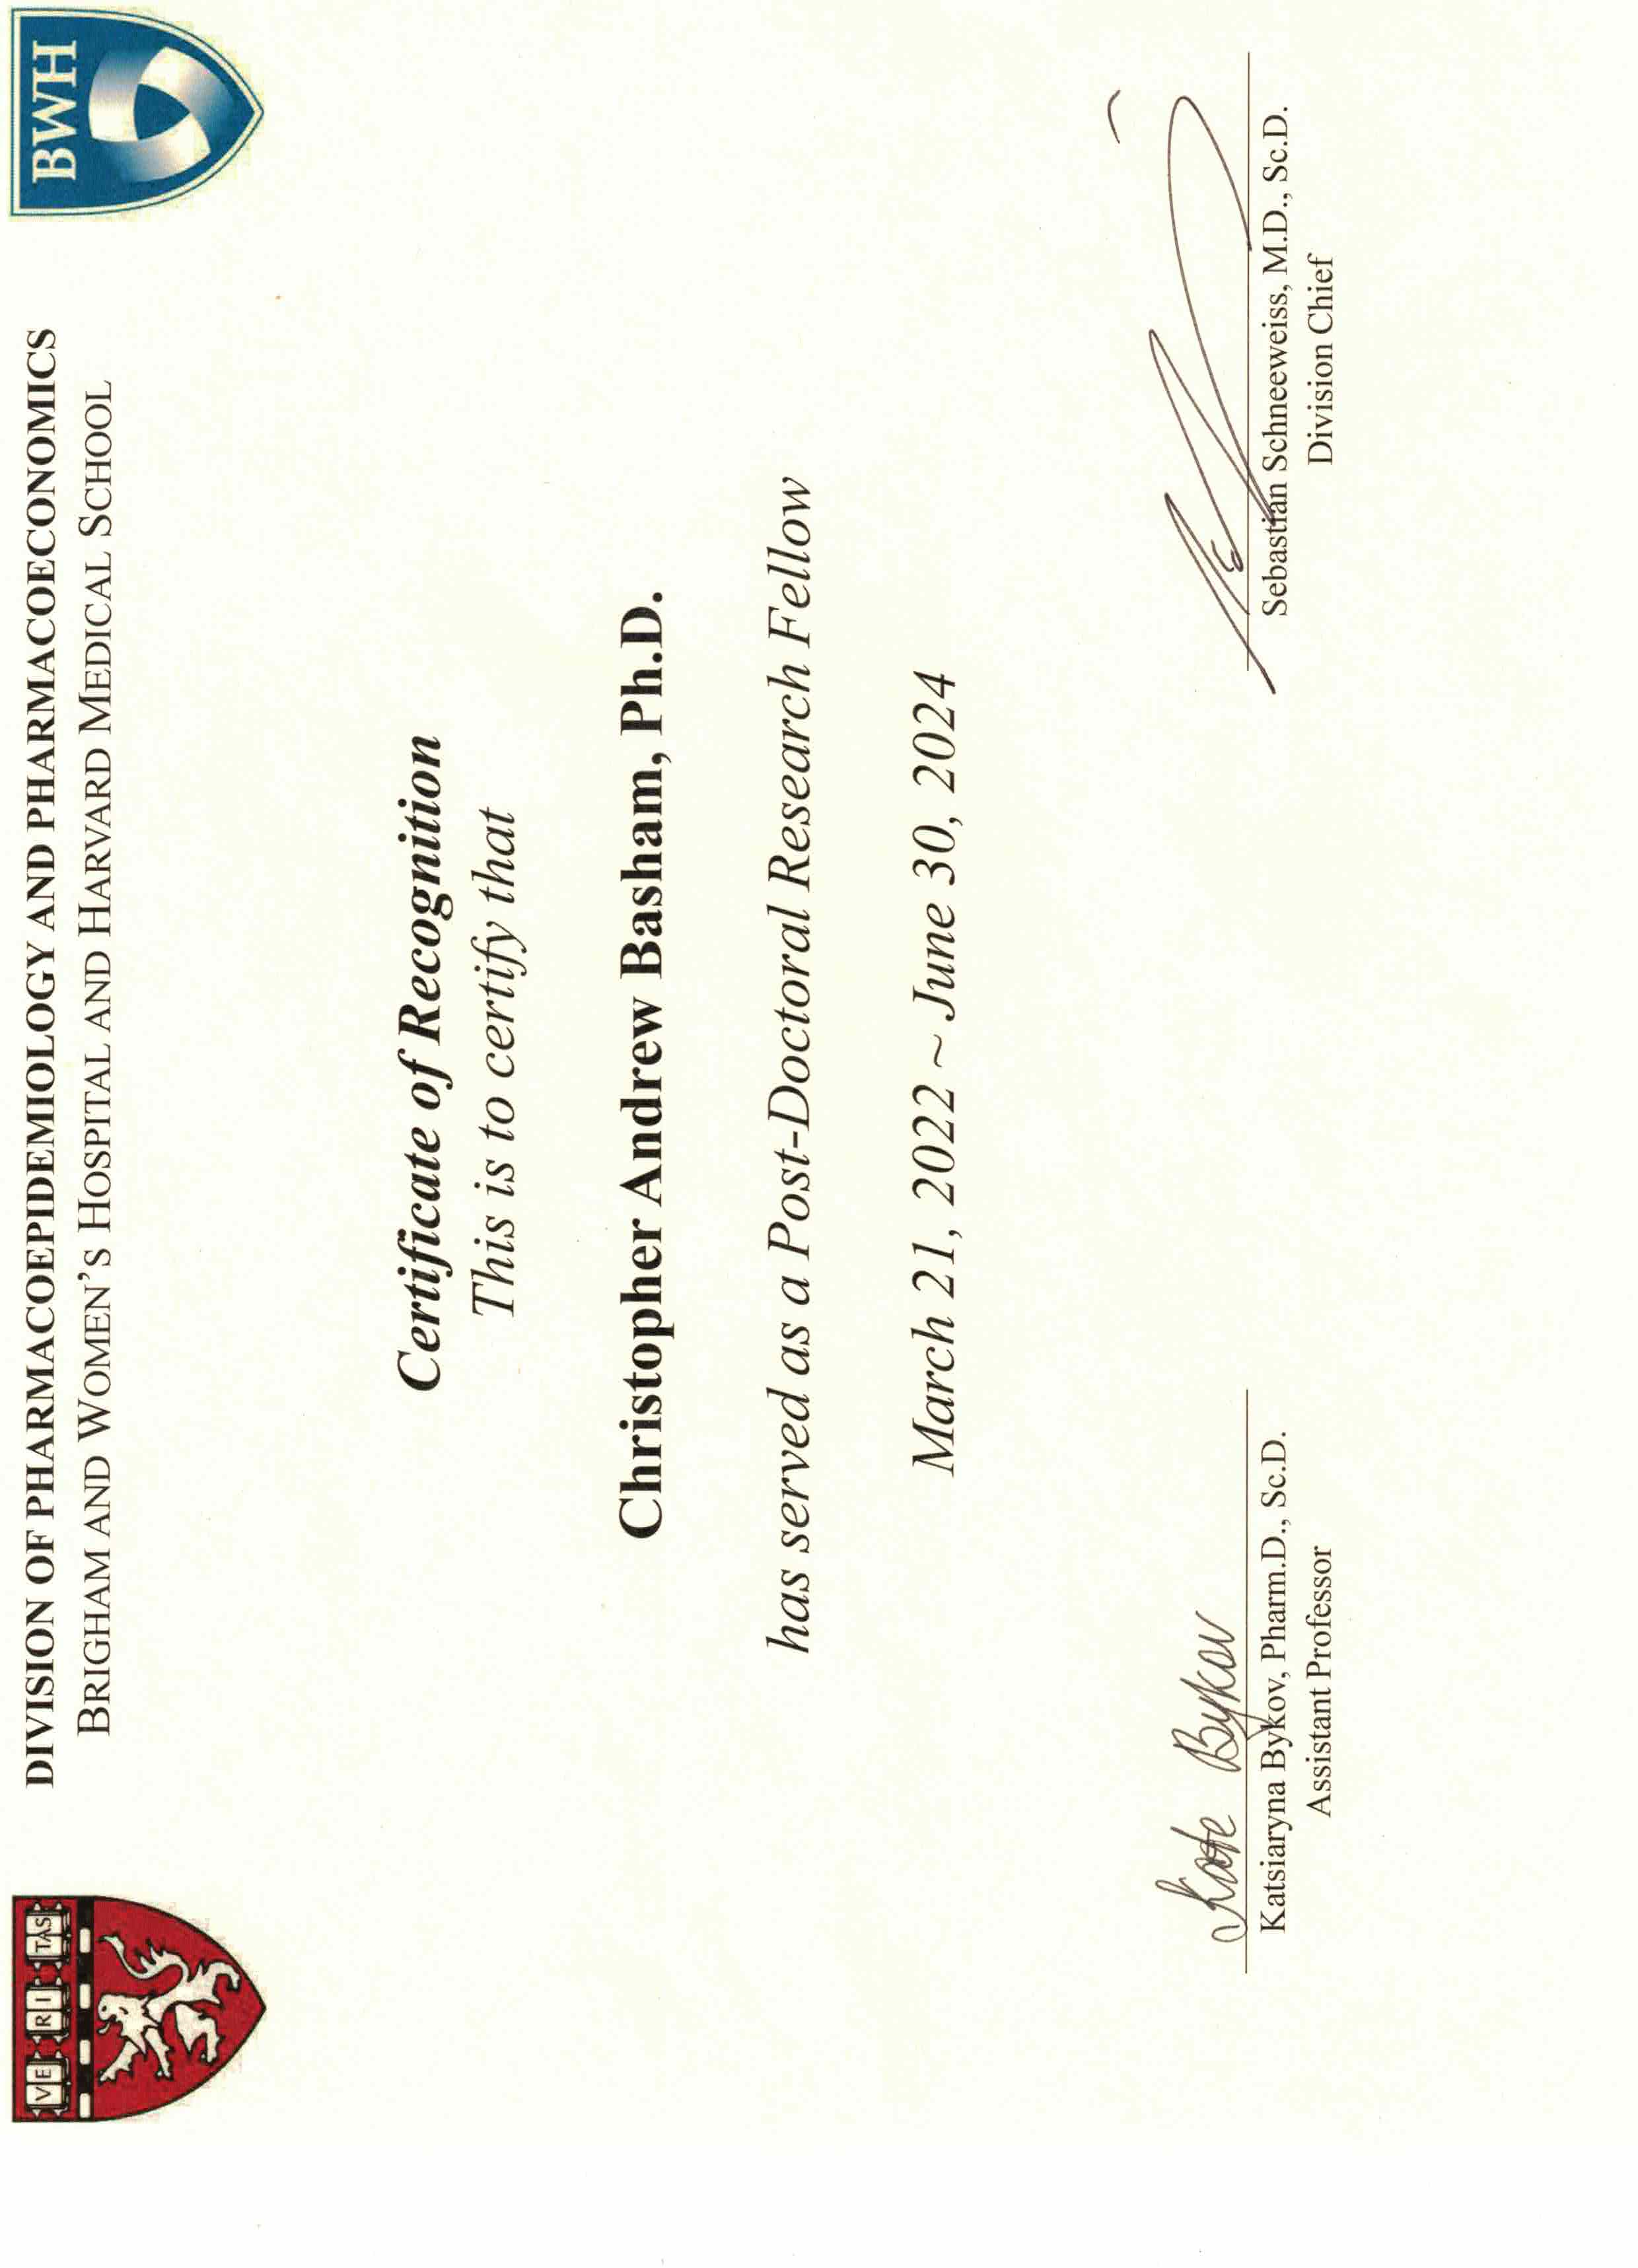 VE RI TAS
DIVISION OF PHARMACOEPIDEMIOLOGY AND PHARMACOECONOMICS
BRIGHAM AND WOMEN'S HOSPITAL AND HARVARD MEDICAL SCHOOL
BWH
Certificate of Recognition
This is to certify that
Christopher Andrew Basham, Ph.D.
has served as a Post-Doctoral Research Fellow
March 21, 2022 ~ June 30, 2024
Kate Bykov
Katsiaryna Bykov, Pharm.D., Sc.D.
Assistant Professor
Sebastian Schneeweiss, M.D., Sc.D.
Division Chief